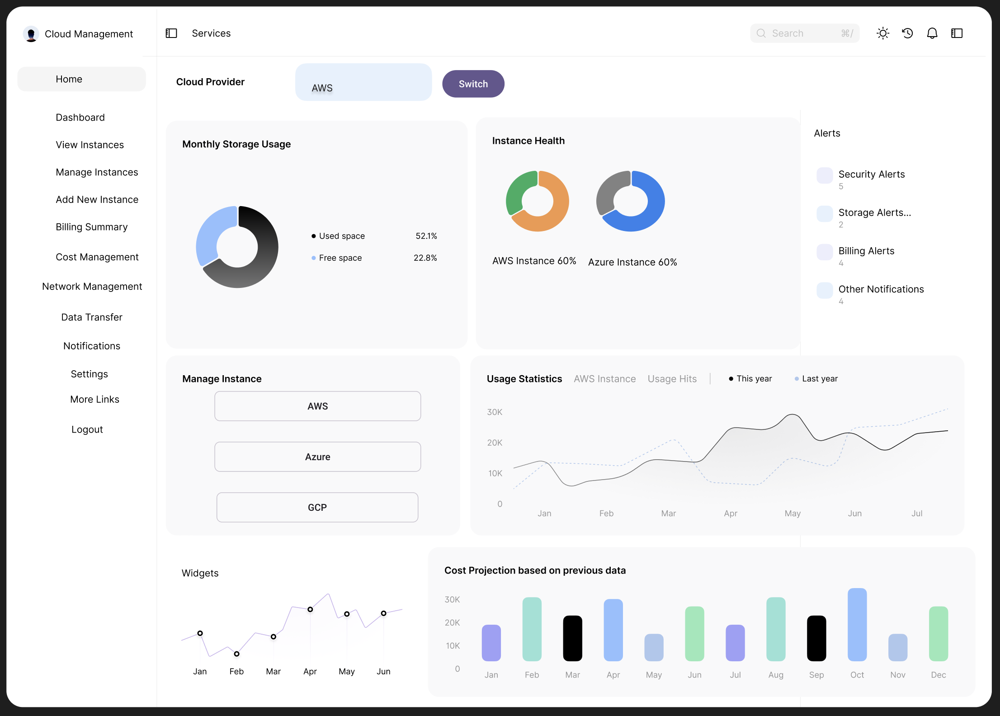 Cloud Management
Services
Search ⌘/
Home
Dashboard
View Instances
Manage Instances
Add New Instance
Billing Summary
Cost Management
Network Management
Data Transfer
Notifications
Settings
More Links
Logout
Cloud Provider
AWS
Switch
Monthly Storage Usage
Used space 52.1%
Free space 22.8%
Instance Health
AWS Instance 60%
Azure Instance 60%
Alerts
Security Alerts
5
Storage Alerts...
2
Billing Alerts
4
Other Notifications
4
Manage Instance
AWS
Azure
GCP
Usage Statistics AWS Instance Usage Hits This year Last year
30K
20K
10K
0
Jan Feb Mar Apr May Jun Jul
Widgets
Jan Feb Mar Apr May Jun
Cost Projection based on previous data
30K
20K
10K
0
Jan Feb Mar Apr May Jun Jul Aug Sep Oct Nov Dec